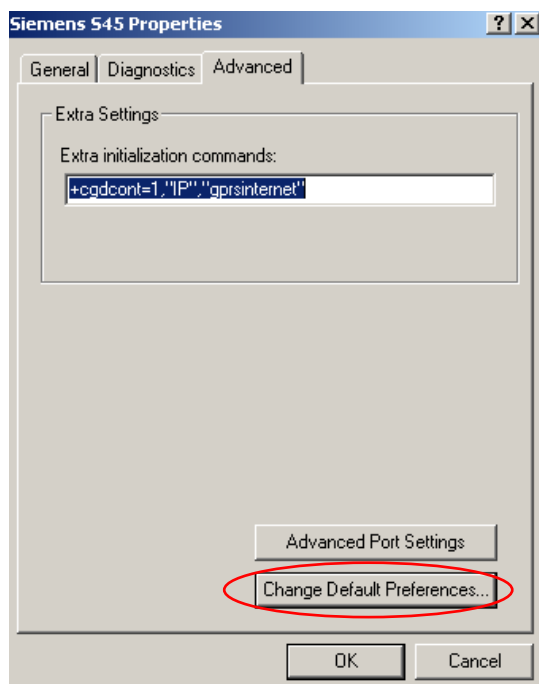 Siemens S45 Properties
General Diagnostics Advanced
Extra Settings
Extra initialization commands:
+cgdcont=1,"IP","gprsinternet"
Advanced Port Settings
Change Default Preferences...
OK Cancel